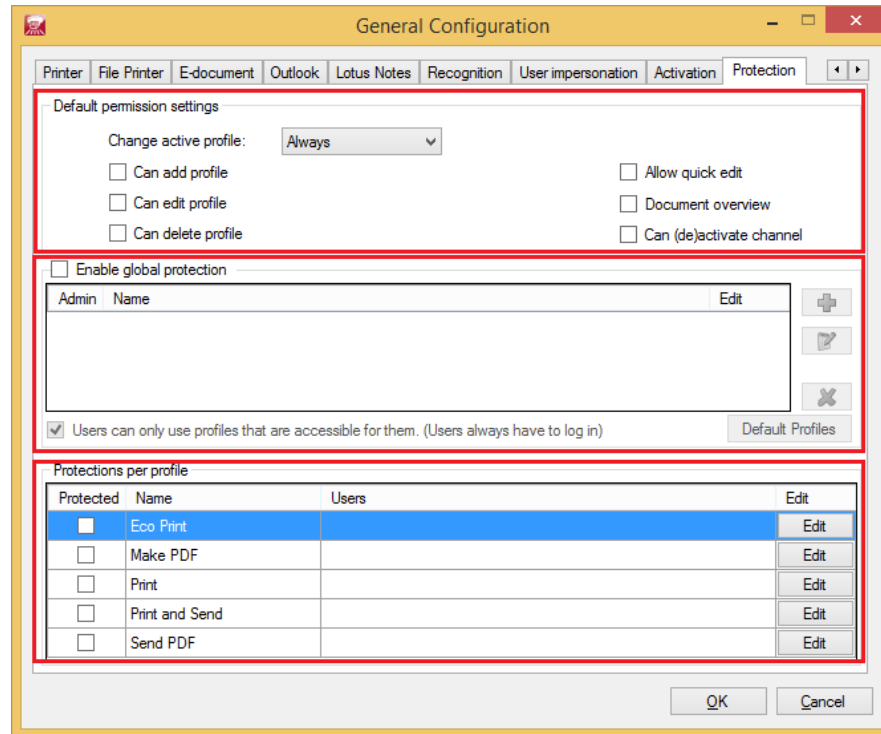 General Configuration
Printer File Printer E-document Outlook Lotus Notes Recognition User impersonation Activation Protection
Default permission settings
Change active profile: Always
Can add profile Allow quick edit
Can edit profile Document overview
Can delete profile Can (de)activate channel
Enable global protection
Admin Name Edit
Users can only use profiles that are accessible for them. (Users always have to log in) Default Profiles
Protections per profile
Protected Name Users Edit
Eco Print Edit
Make PDF Edit
Print Edit
Print and Send Edit
Send PDF Edit
OK Cancel